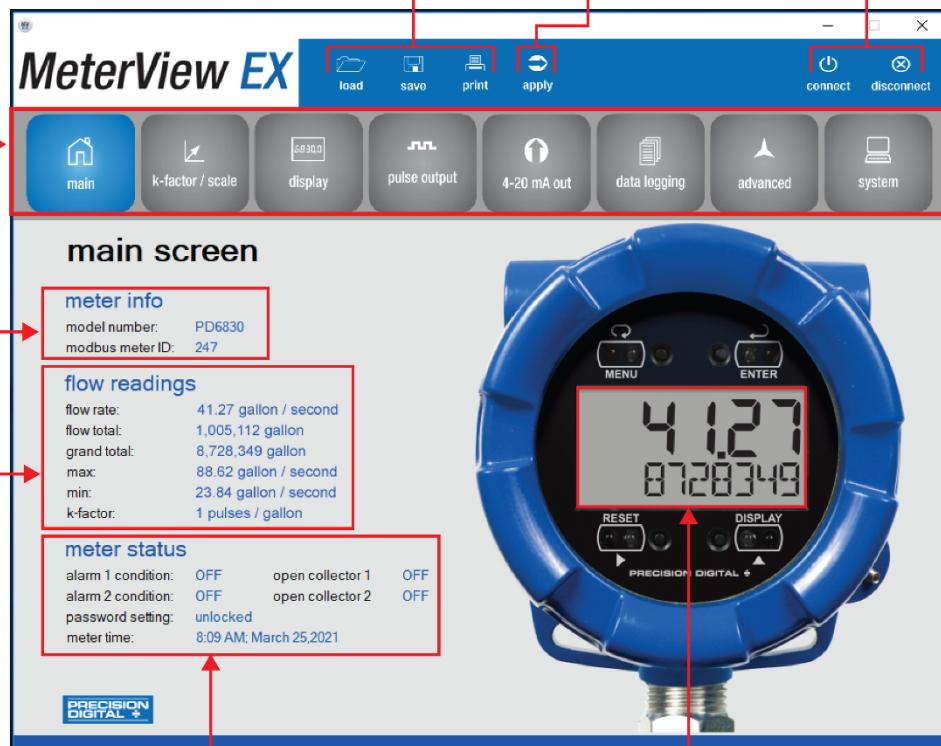 MeterView EX
load save print apply connect disconnect
main k-factor / scale display pulse output 4-20 mA out data logging advanced system
main screen
meter info
model number: PD6830
modbus meter ID: 247
flow readings
flow rate: 41.27 gallon / second
flow total: 1,005,112 gallon
grand total: 8,728,349 gallon
max: 88.62 gallon / second
min: 23.84 gallon / second
k-factor: 1 pulses / gallon
meter status
alarm 1 condition: OFF open collector 1 OFF
alarm 2 condition: OFF open collector 2 OFF
password setting: unlocked
meter time: 8:09 AM; March 25,2021
PRECISION
DIGITAL
MENU ENTER
41.27
8728349
RESET DISPLAY
PRECISION DIGITAL